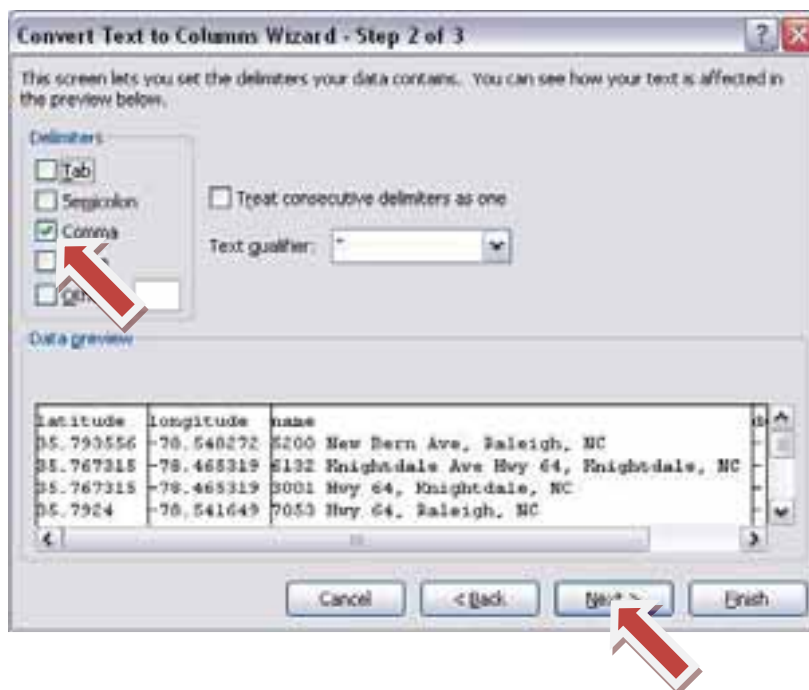 Convert Text to Columns Wizard - Step 2 of 3
This screen lets you set the delimiters your data contains. You can see how your text is affected in
the preview below.
Delimiters
Tab
Semicolon
Comma
Treat consecutive delimiters as one
Text qualifier: "
Data preview
latitude longitude name
35.793556 -78.548272 5200 New Bern Ave, Raleigh, NC -
35.767315 -78.465319 6132 Knightdale Ave Hwy 64, Knightdale, NC -
35.767315 -78.465319 3001 Hwy 64, Knightdale, NC -
35.7924 -78.541649 7053 Hwy 64, Raleigh, NC -
Cancel < Back Next > Finish